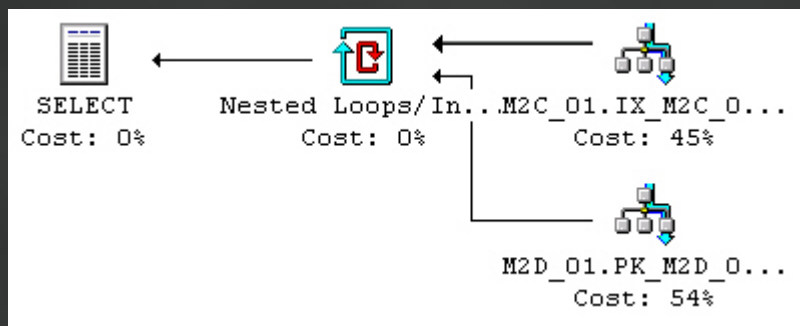 SELECT
Cost: 0%
Nested Loops/In...
Cost: 0%
M2C_01.IX_M2C_0...
Cost: 45%
M2D_01.PK_M2D_0...
Cost: 54%